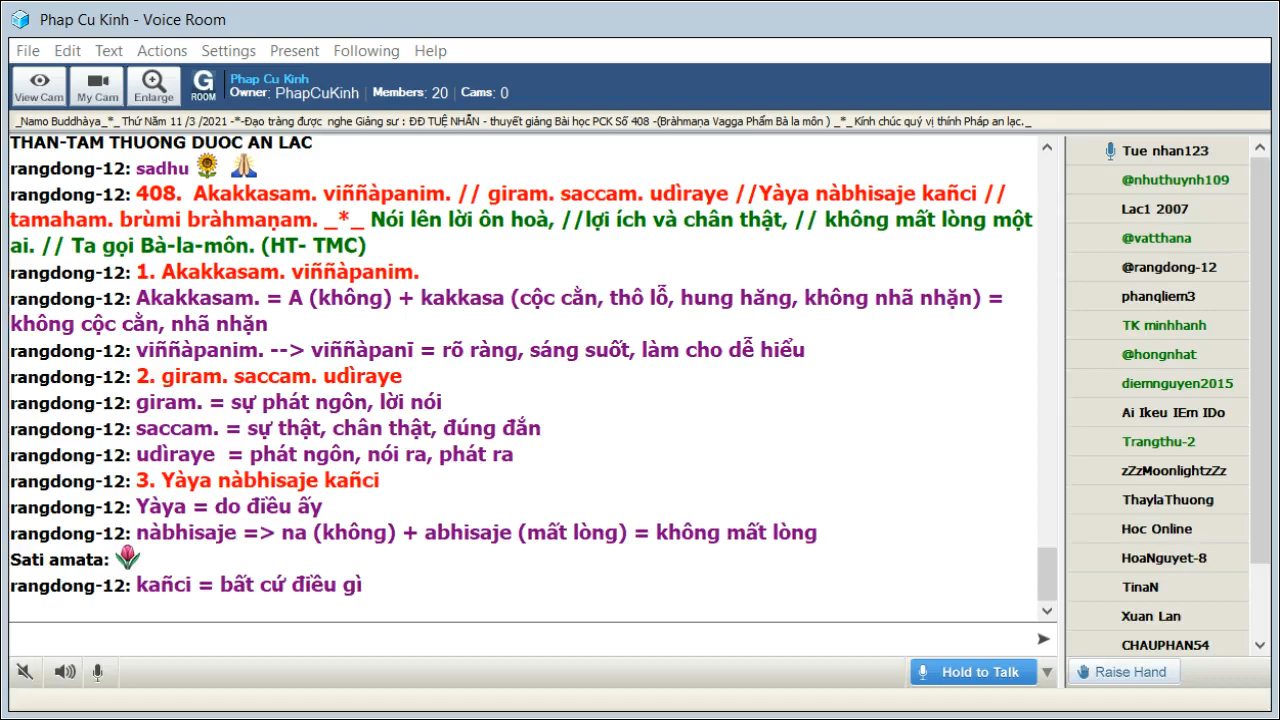 Phap Cu Kinh - Voice Room
File Edit Text Actions Settings Present Following Help
View Cam My Cam Enlarge G ROOM
Phap Cu Kinh
Owner: PhapCuKinh Members: 20 Cams: 0
_Namo Buddhàya_*_Thứ Năm 11 /3 /2021 -*-Đạo tràng được nghe Giảng sư : ĐĐ TUỆ NHẪN - thuyết giảng Bài học PCK Số 408 -(Bràhmaṇa Vagga Phẩm Bà la môn ) _*_ Kính chúc quý vị thính Pháp an lạc._
THÂN-TÂM THƯỜNG ĐƯỢC AN LẠC
rangdong-12: sadhu
rangdong-12: 408. Akakkasam. viññàpanim. // giram. saccam. udìraye //Yàya nàbhisaje kañci //
tamaham. brùmi bràhmaṇam. _*_ Nói lên lời ôn hoà, //lợi ích và chân thật, // không mất lòng một
ai. // Ta gọi Bà-la-môn. (HT- TMC)
rangdong-12: 1. Akakkasam. viññàpanim.
rangdong-12: Akakkasam. = A (không) + kakkasa (cộc cằn, thô lỗ, hung hăng, không nhã nhặn) =
không cộc cằn, nhã nhặn
rangdong-12: viññàpanim. --> viññàpanī = rõ ràng, sáng suốt, làm cho dễ hiểu
rangdong-12: 2. giram. saccam. udìraye
rangdong-12: giram. = sự phát ngôn, lời nói
rangdong-12: saccam. = sự thật, chân thật, đúng đắn
rangdong-12: udìraye = phát ngôn, nói ra, phát ra
rangdong-12: 3. Yàya nàbhisaje kañci
rangdong-12: Yàya = do điều ấy
rangdong-12: nàbhisaje => na (không) + abhisaje (mất lòng) = không mất lòng
Sati amata:
rangdong-12: kañci = bất cứ điều gì
Tue nhan123
@nhuthuynh109
Lac1 2007
@vatthana
@rangdong-12
phanqliem3
TK minhhanh
@hongnhat
diemnguyen2015
Ai Ikeu IEm IDo
Trangthu-2
zZzMoonlightzZz
ThaylaThuong
Hoc Online
HoaNguyet-8
TinaN
Xuan Lan
CHAUPHAN54
Hold to Talk
Raise Hand